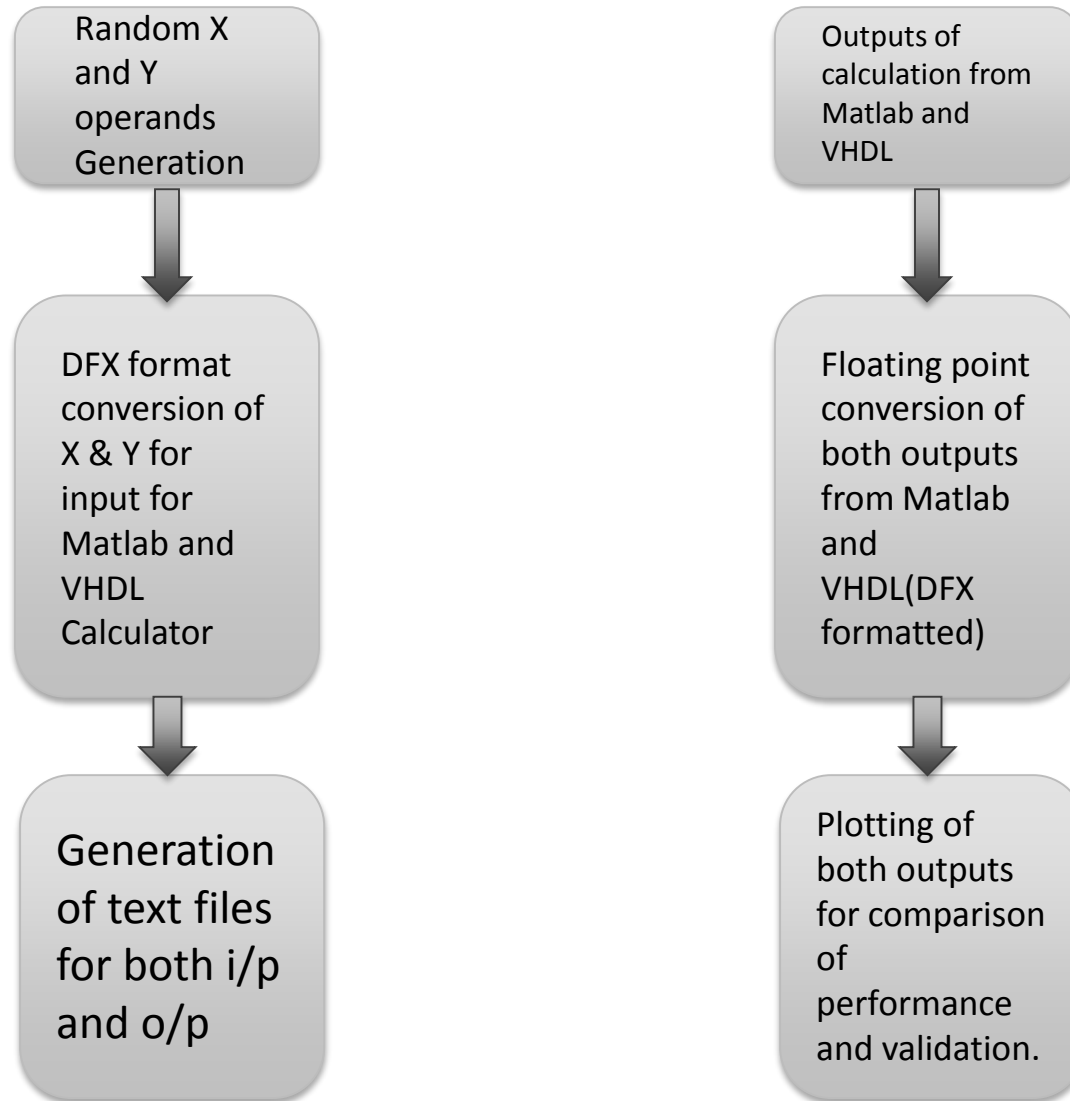 Random X
and Y
operands
Generation
DFX format
conversion of
X & Y for
input for
Matlab and
VHDL
Calculator
Generation
of text files
for both i/p
and o/p
Outputs of
calculation from
Matlab and
VHDL
Floating point
conversion of
both outputs
from Matlab
and
VHDL(DFX
formatted)
Plotting of
both outputs
for comparison
of
performance
and validation.